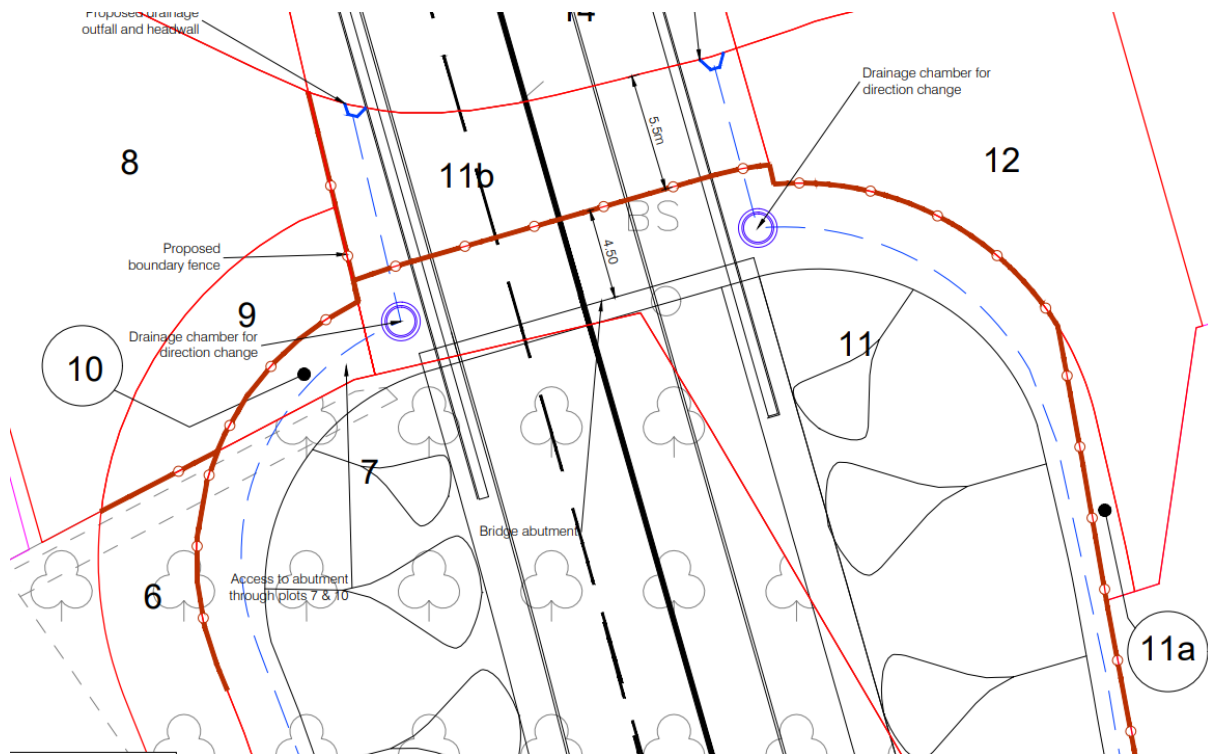 Proposed drainage
outfall and headwall
14
Drainage chamber for
direction change
5.5m
8
11b
12
BS
Proposed
boundary fence
4.50
9
Drainage chamber for
direction change
10
11
7
Bridge abutment
Access to abutment
through plots 7 & 10
6
11a